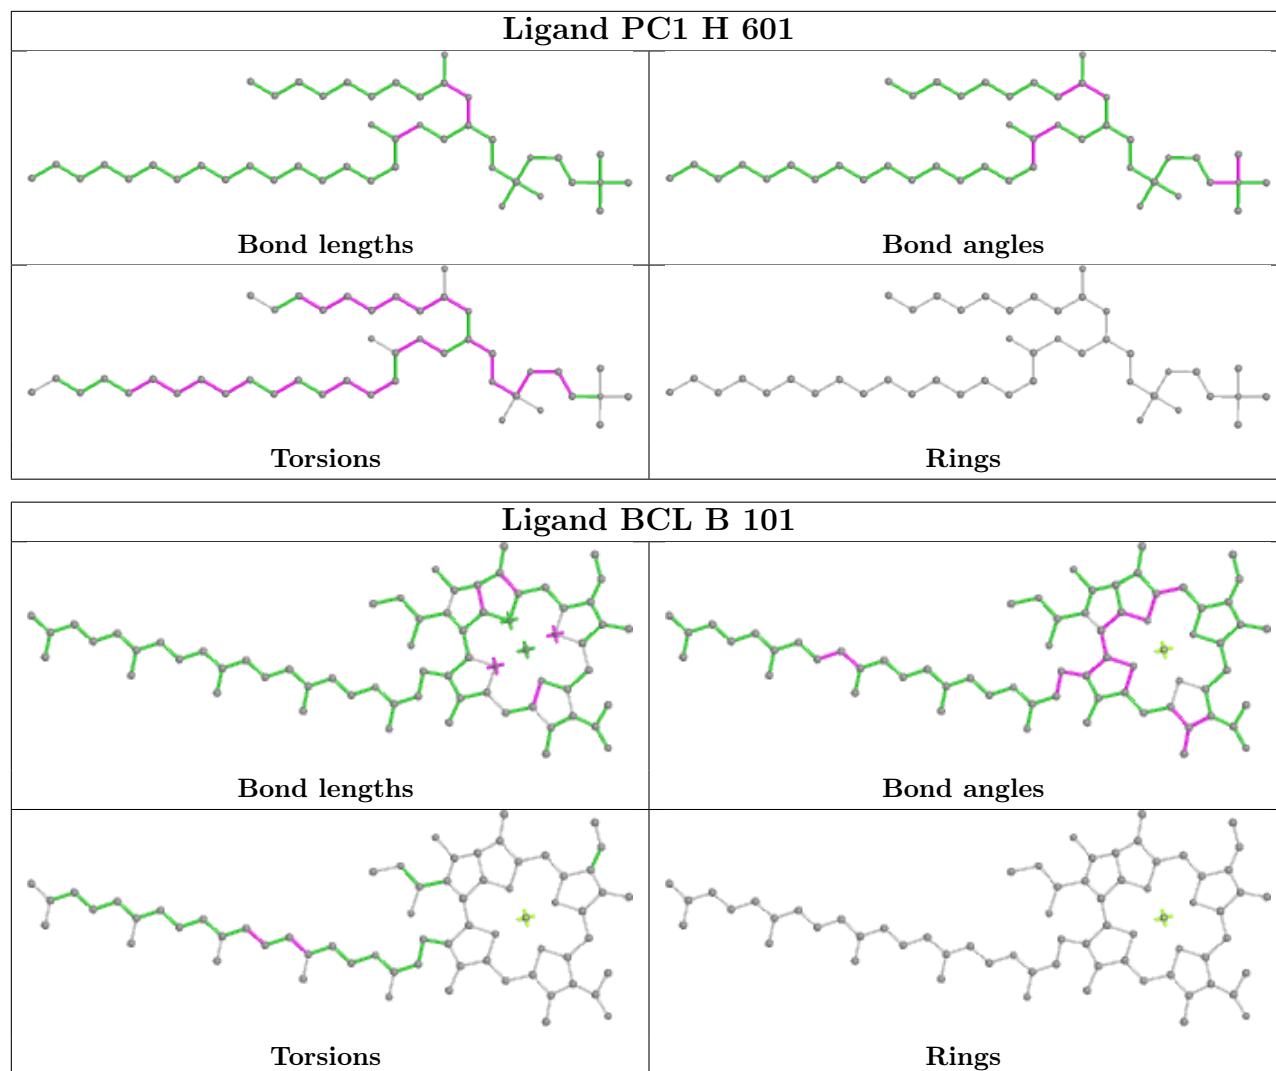 Ligand PC1 H 601
Bond lengths
Bond angles
Torsions
Rings
Ligand BCL B 101
Bond lengths
Bond angles
Torsions
Rings